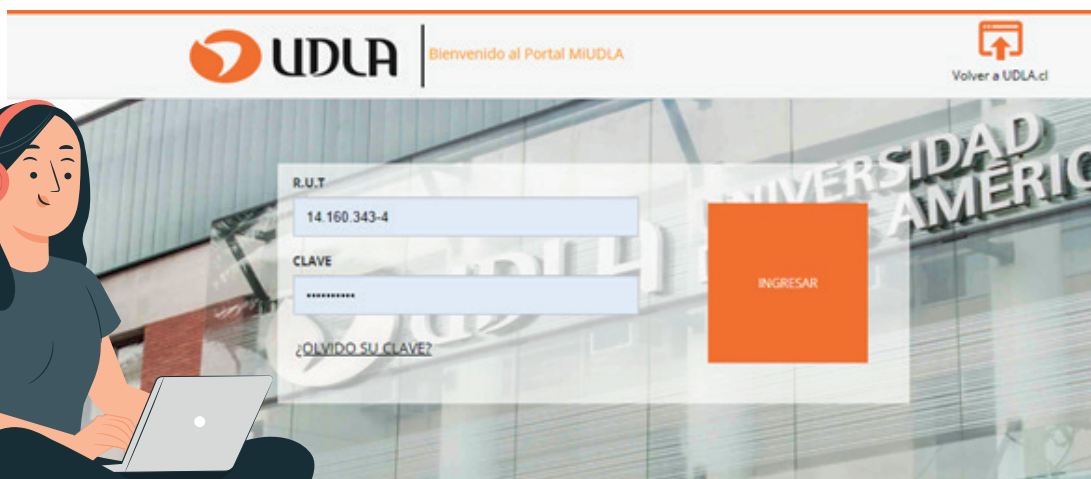 UDLA
Bienvenido al Portal MiUDLA
Volver a UDLA.cl
R.U.T
14.160.343-4
CLAVE
••••••••••
¿OLVIDO SU CLAVE?
INGRESAR
UNIVERSIDAD
AMÉRIC
UDLA